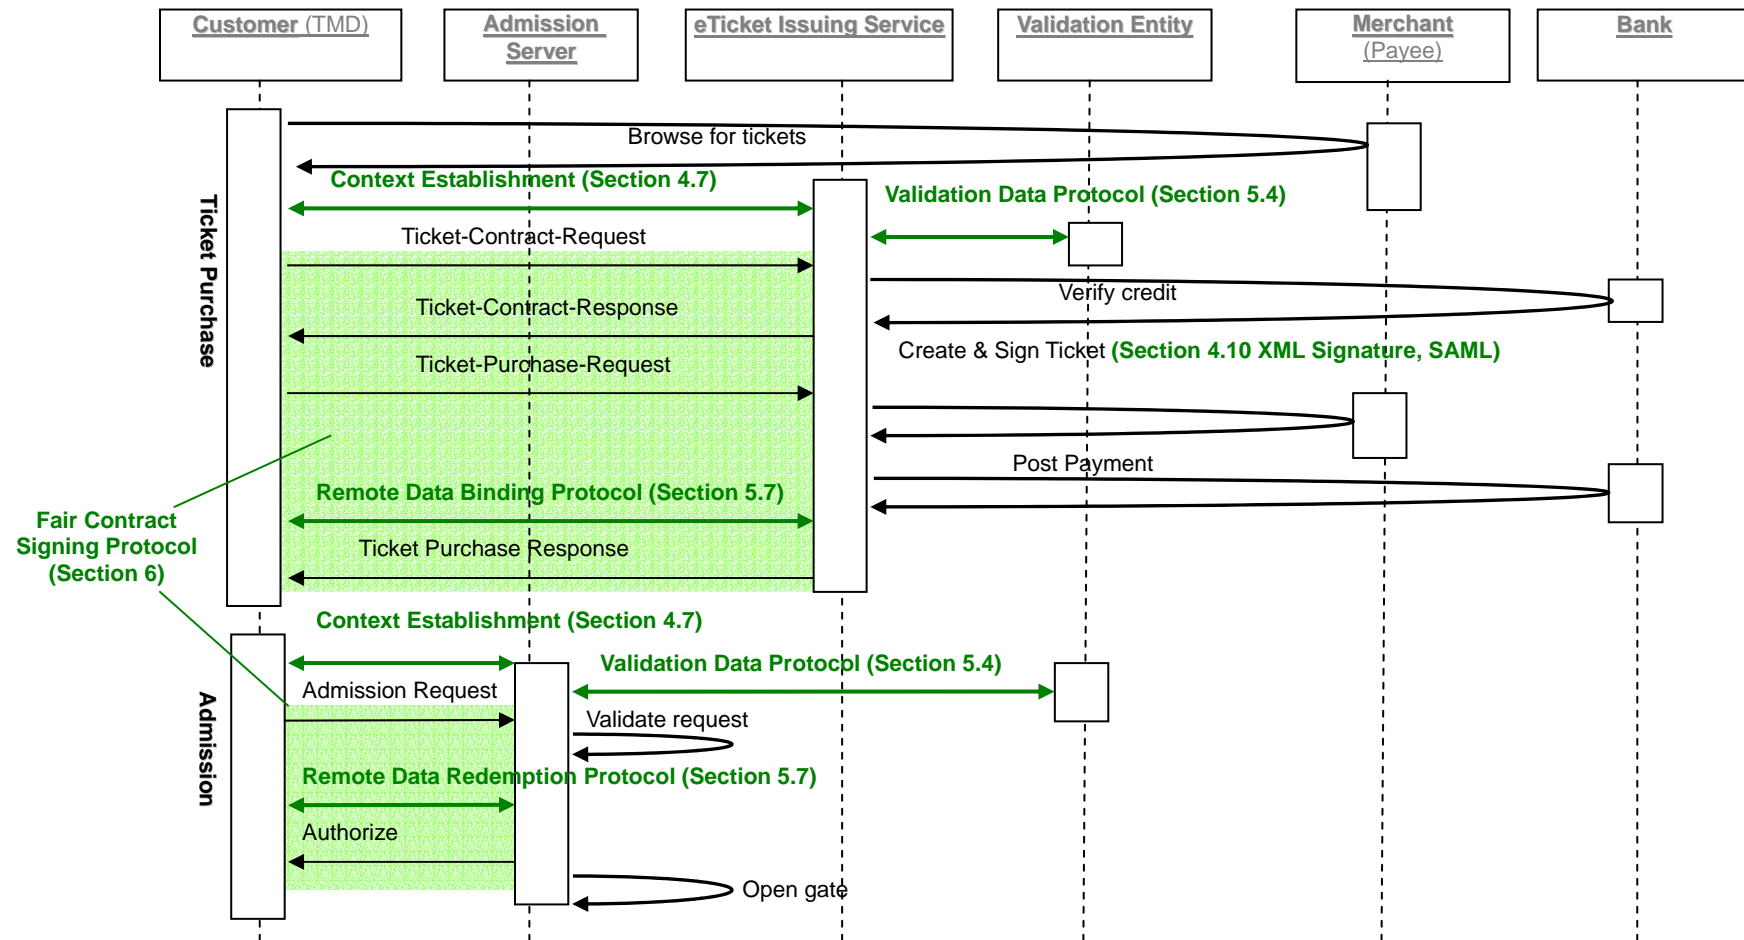 Customer (TMD)
Admission
Server
eTicket Issuing Service
Validation Entity
Merchant
(Payee)
Bank
Ticket Purchase
Browse for tickets
Context Establishment (Section 4.7)
Validation Data Protocol (Section 5.4)
Ticket-Contract-Request
Verify credit
Ticket-Contract-Response
Create & Sign Ticket (Section 4.10 XML Signature, SAML)
Ticket-Purchase-Request
Post Payment
Remote Data Binding Protocol (Section 5.7)
Fair Contract
Signing Protocol
(Section 6)
Ticket Purchase Response
Context Establishment (Section 4.7)
Validation Data Protocol (Section 5.4)
Admission
Admission Request
Validate request
Remote Data Redemption Protocol (Section 5.7)
Authorize
Open gate